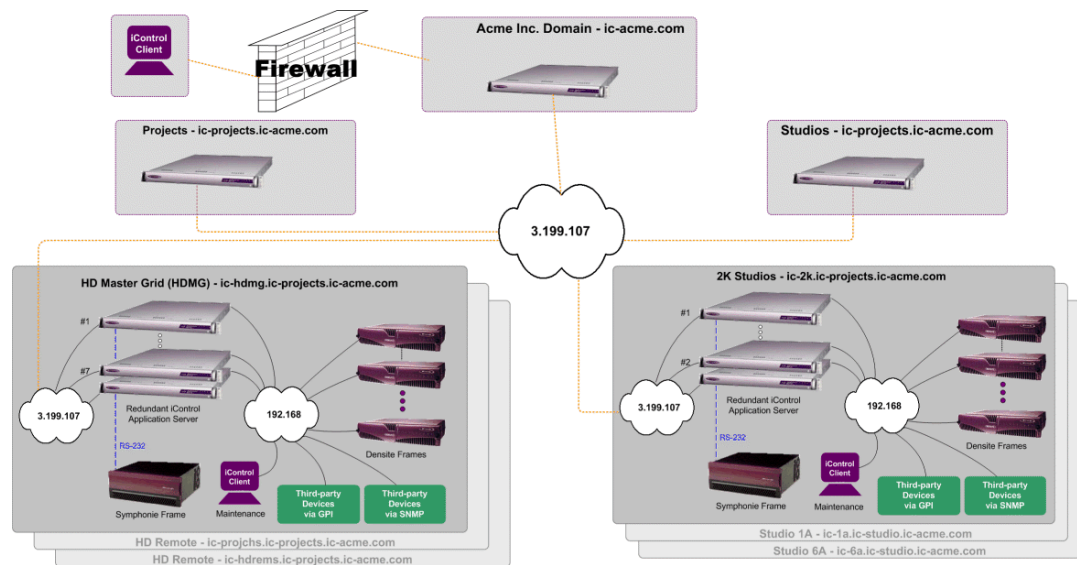 iControl
Client
Firewall
Acme Inc. Domain - ic-acme.com
Projects - ic-projects.ic-acme.com
Studios - ic-projects.ic-acme.com
3.199.107
HD Master Grid (HDMG) - ic-hdmg.ic-projects.ic-acme.com
#1
#7
3.199.107
Redundant iControl
Application Server
192.168
RS-232
Densite Frames
Symphonie Frame
iControl
Client
Maintenance
Third-party
Devices
via GPI
Third-party
Devices
via SNMP
HD Remote - ic-projchs.ic-projects.ic-acme.com
HD Remote - ic-hdrems.ic-projects.ic-acme.com
2K Studios - ic-2k.ic-projects.ic-acme.com
#1
#2
3.199.107
Redundant iControl
Application Server
192.168
RS-232
Densite Frames
Symphonie Frame
iControl
Client
Maintenance
Third-party
Devices
via GPI
Third-party
Devices
via SNMP
Studio 1A - ic-1a.ic-studio.ic-acme.com
Studio 6A - ic-6a.ic-studio.ic-acme.com